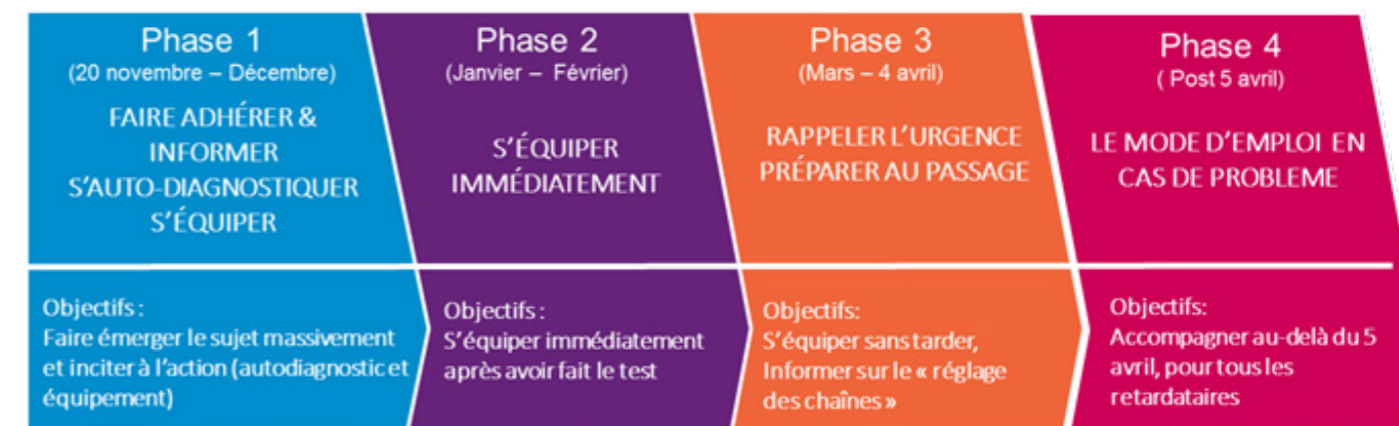 Phase 1
(20 novembre – Décembre)
FAIRE ADHÉRER &
INFORMER
S'AUTO-DIAGNOSTIQUER
S'ÉQUIPER
Objectifs :
Faire émerger le sujet massivement
et inciter à l'action (autodiagnostic et
équipement)
Phase 2
(Janvier – Février)
S'ÉQUIPER
IMMÉDIATEMENT
Objectifs :
S'équiper immédiatement
après avoir fait le test
Phase 3
(Mars – 4 avril)
RAPPELER L'URGENCE
PRÉPARER AU PASSAGE
Objectifs:
S'équiper sans tarder,
Informer sur le « réglage
des chaînes »
Phase 4
( Post 5 avril)
LE MODE D'EMPLOI EN
CAS DE PROBLEME
Objectifs:
Accompagner au-delà du 5
avril, pour tous les
retardataires